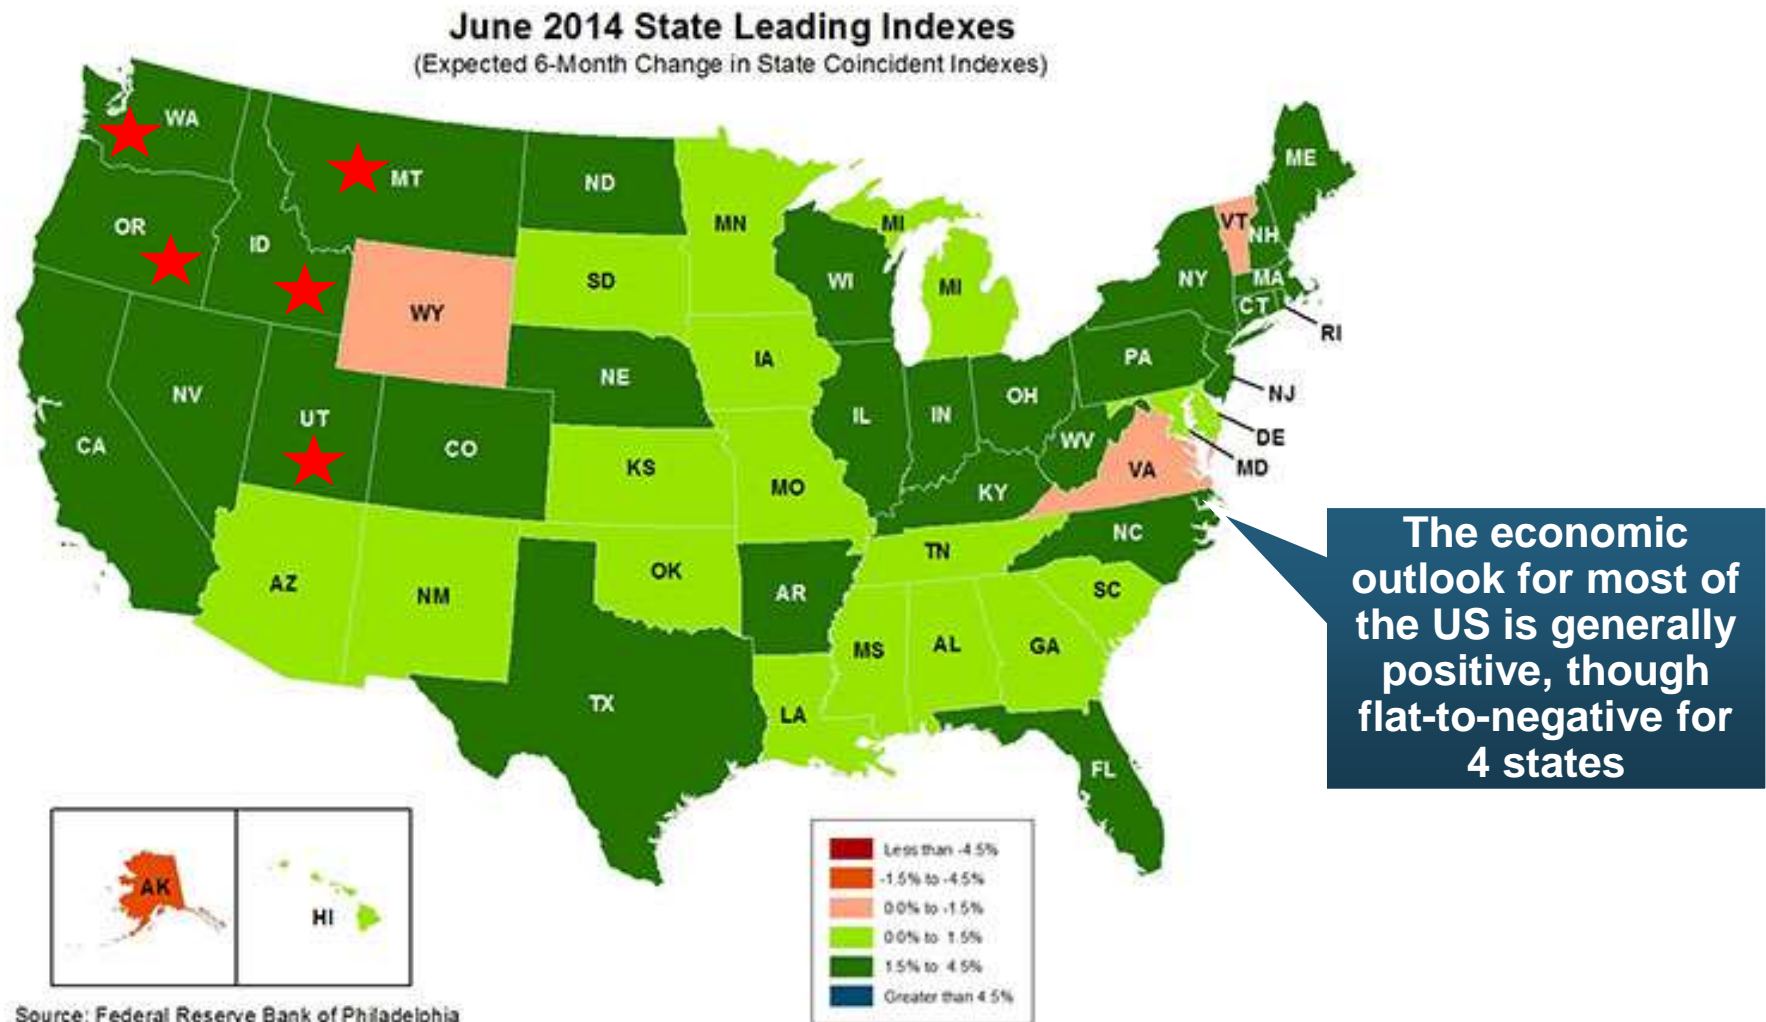 June 2014 State Leading Indexes
(Expected 6-Month Change in State Coincident Indexes)
WA
MT
ND
MN
MI
ME
OR
ID
SD
WI
MI
VT
NH
NY
MA
CT
RI
WY
IA
NE
PA
NJ
NV
UT
CO
IL
IN
OH
WV
DE
MD
CA
KS
MO
KY
VA
AZ
NM
OK
AR
TN
NC
SC
MS
AL
GA
TX
LA
FL
AK
HI
The economic
outlook for most of
the US is generally
positive, though
flat-to-negative for
4 states
Less than -4.5%
-1.5% to -4.5%
0.0% to -1.5%
0.0% to 1.5%
1.5% to 4.5%
Greater than 4.5%
Source: Federal Reserve Bank of Philadelphia